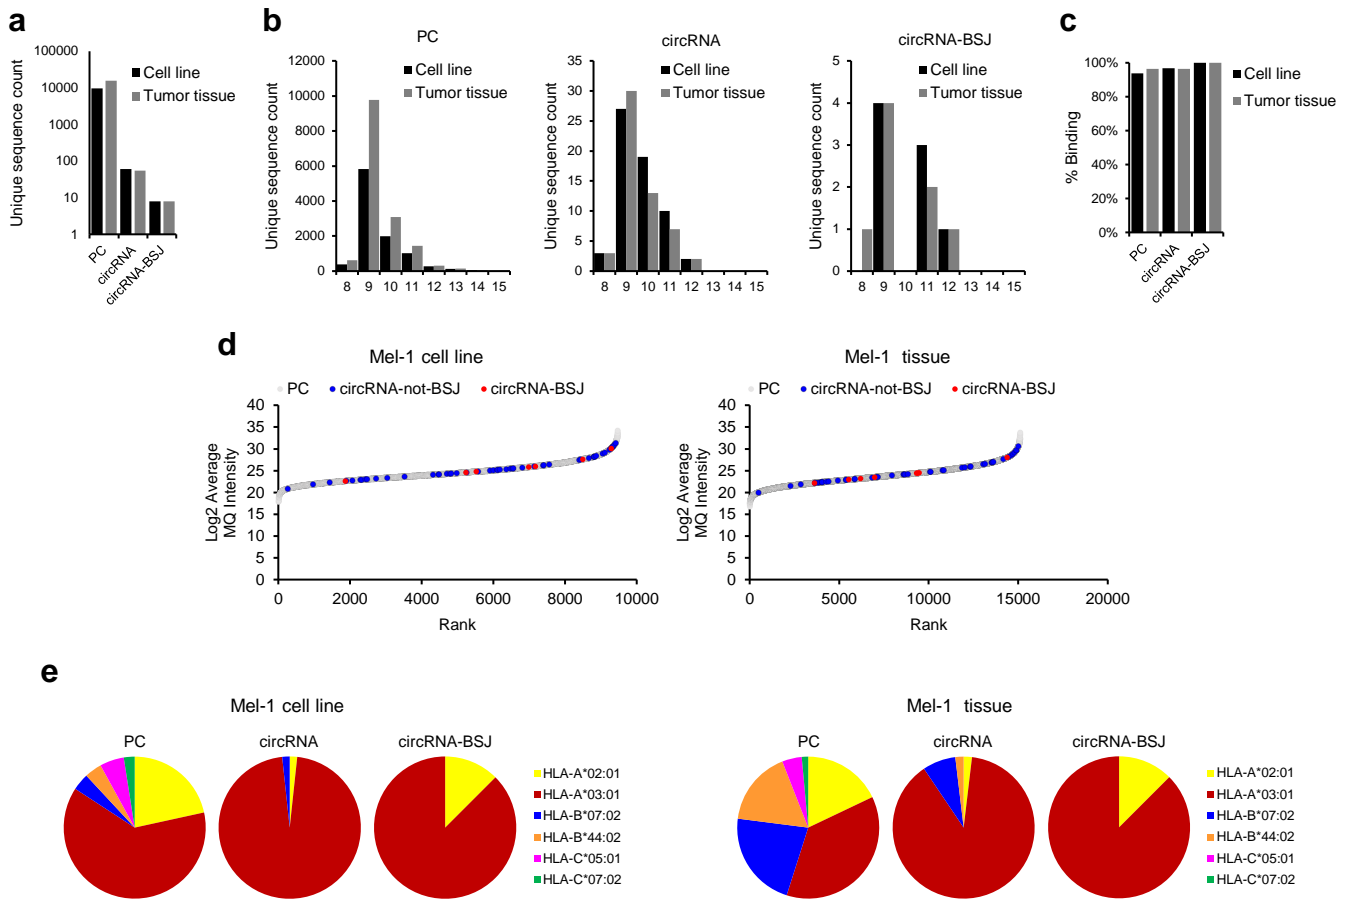 a
Unique sequence count
100000
10000
1000
100
10
1
PC
circRNA
circRNA-BSJ
Cell line
Tumor tissue
b
PC
Unique sequence count
12000
10000
8000
6000
4000
2000
0
8 9 10 11 12 13 14 15
Cell line
Tumor tissue
circRNA
Unique sequence count
35
30
25
20
15
10
5
0
8 9 10 11 12 13 14 15
Cell line
Tumor tissue
circRNA-BSJ
Unique sequence count
5
4
3
2
1
0
8 9 10 11 12 13 14 15
Cell line
Tumor tissue
c
% Binding
100%
80%
60%
40%
20%
0%
PC
circRNA
circRNA-BSJ
Cell line
Tumor tissue
d
Mel-1 cell line
PC circRNA-not-BSJ circRNA-BSJ
Log2 Average
MQ Intensity
40
35
30
25
20
15
10
5
0
0 2000 4000 6000 8000 10000
Rank
Mel-1 tissue
PC circRNA-not-BSJ circRNA-BSJ
Log2 Average
MQ Intensity
40
35
30
25
20
15
10
5
0
0 5000 10000 15000 20000
Rank
e
Mel-1 cell line
PC circRNA circRNA-BSJ
HLA-A*02:01
HLA-A*03:01
HLA-B*07:02
HLA-B*44:02
HLA-C*05:01
HLA-C*07:02
Mel-1 tissue
PC circRNA circRNA-BSJ
HLA-A*02:01
HLA-A*03:01
HLA-B*07:02
HLA-B*44:02
HLA-C*05:01
HLA-C*07:02